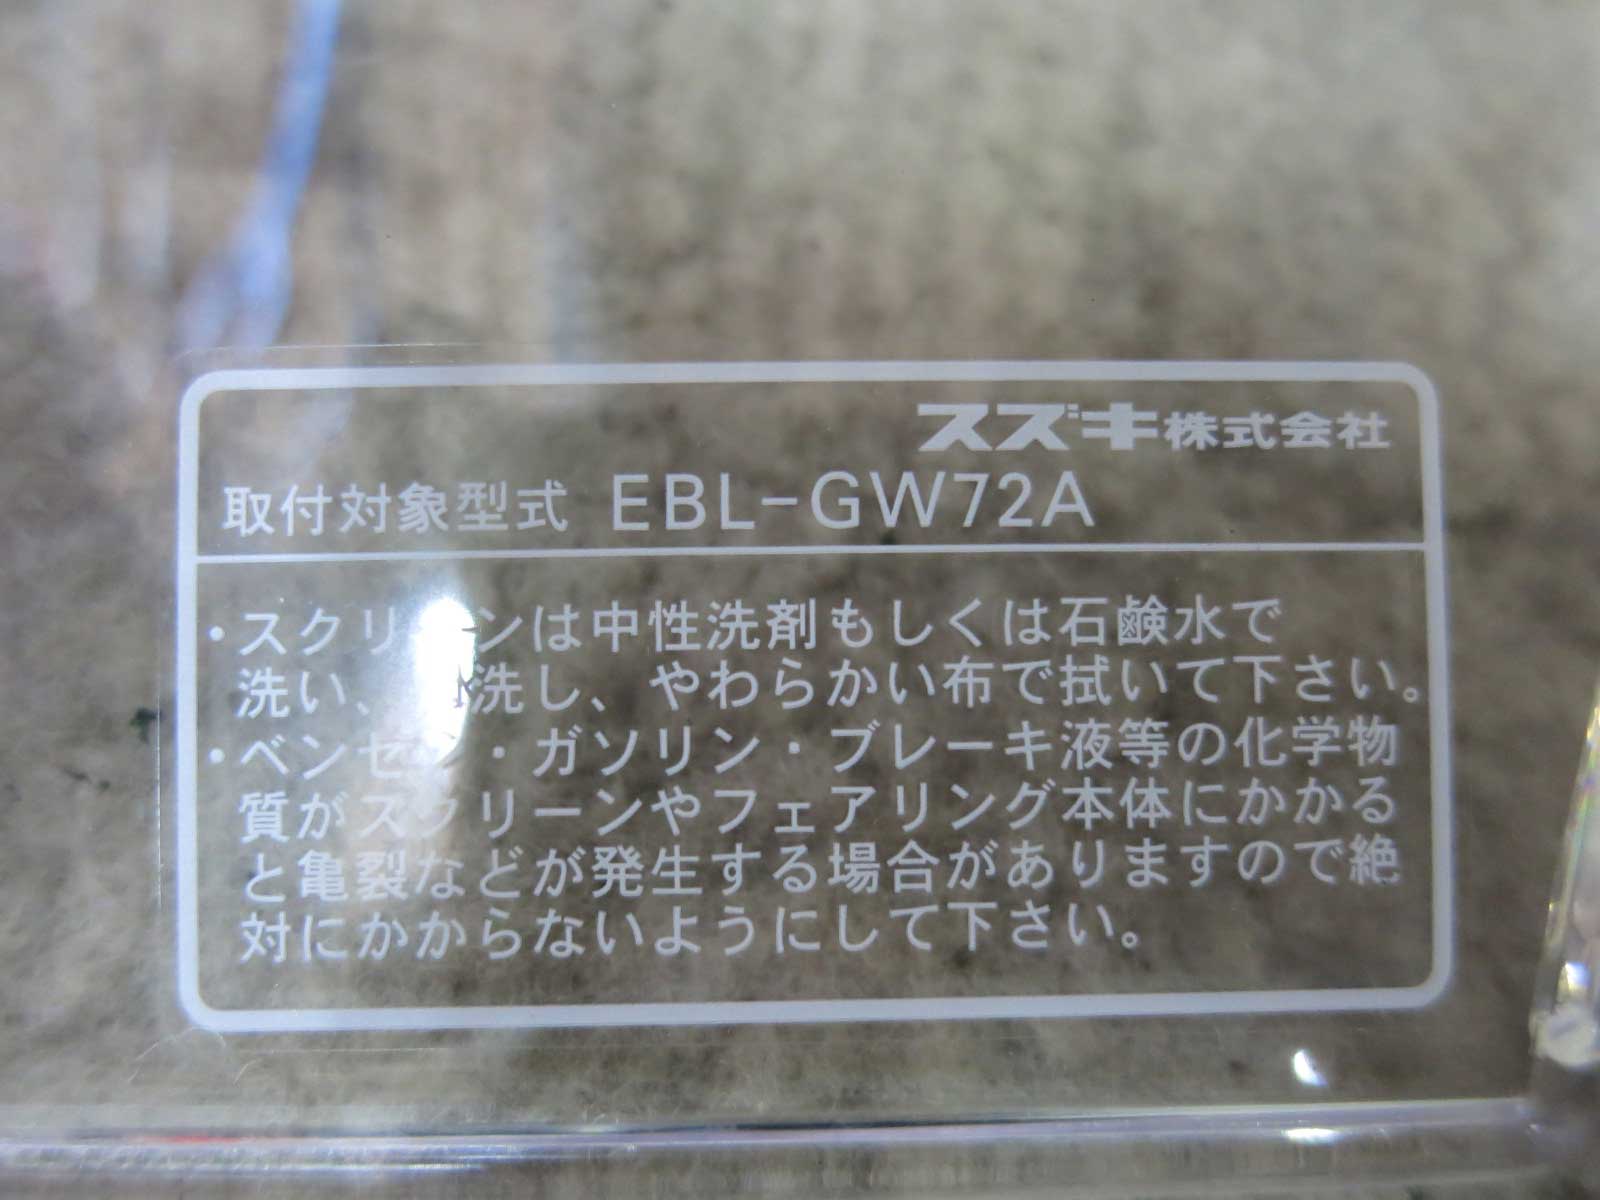 スズキ株式会社
取付対象型式 EBL-GW72A
・スクリーンは中性洗剤もしくは石鹸水で
洗い、水洗し、やわらかい布で拭いて下さい。
・ベンゼン・ガソリン・ブレーキ液等の化学物
質がスクリーンやフェアリング本体にかかる
と亀裂などが発生する場合がありますので絶
対にかからないようにして下さい。